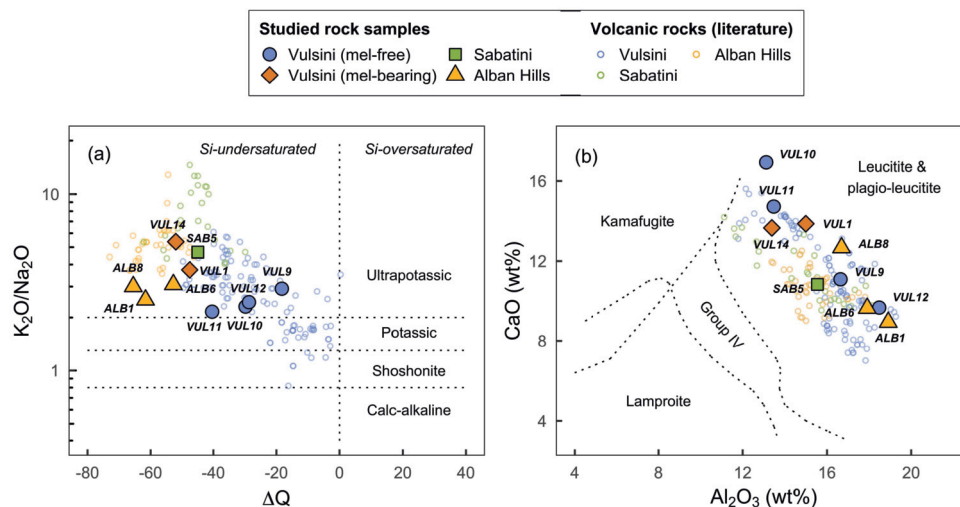 Studied rock samples
Vulsini (mel-free)
Sabatini
Vulsini (mel-bearing)
Alban Hills
Volcanic rocks (literature)
Vulsini
Alban Hills
Sabatini
(a)
Si-undersaturated
Si-oversaturated
10
1
K₂O/Na₂O
VUL14
SAB5
ALB8
VUL1
VUL9
ALB1
ALB6
VUL12
VUL11
VUL10
Ultrapotassic
Potassic
Shoshonite
Calc-alkaline
-80
-60
-40
-20
0
20
40
ΔQ
(b)
VUL10
Leucitite &
plagio-leucitite
VUL11
Kamafugite
VUL14
VUL1
ALB8
VUL9
SAB5
VUL12
ALB6
ALB1
Group IV
Lamproite
16
12
8
4
CaO (wt%)
4
8
12
16
20
Al₂O₃ (wt%)